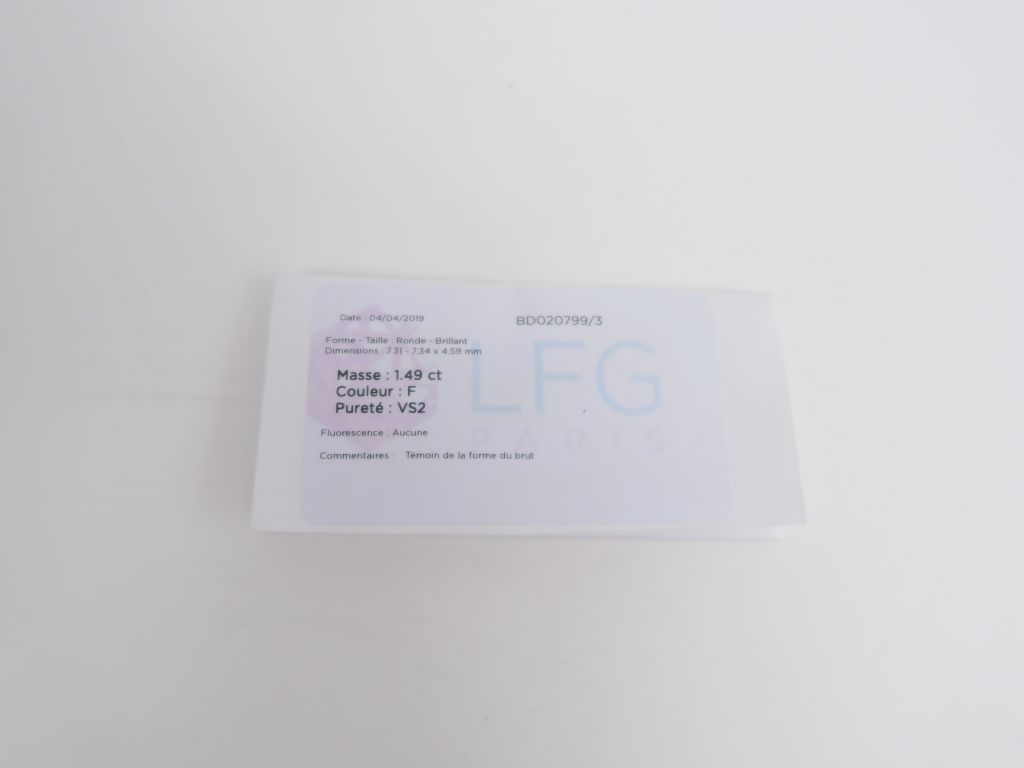 Date : 04/04/2019
BD020799/3
Forme - Taille : Ronde - Brillant
Dimensions : 7.31 - 7.34 x 4.59 mm
Masse : 1.49 ct
Couleur : F
Pureté : VS2
Fluorescence : Aucune
Commentaires : Témoin de la forme du brut
LFG
PARIS